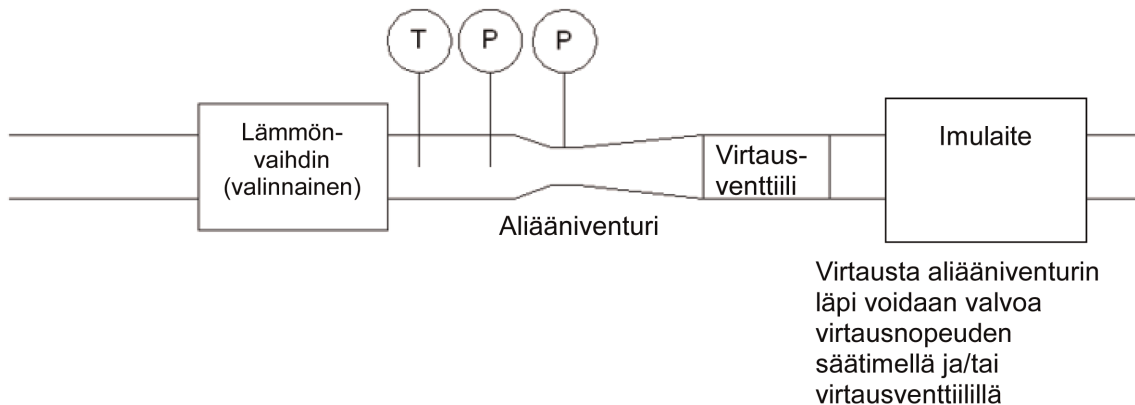 T P P
Lämmön-
vaihdin
(valinnainen)
Virtaus-
venttiili
Imulaite
Aliääniventuri
Virtausta aliääniventurin
läpi voidaan valvoa
virtausnopeuden
säätimellä ja/tai
virtausventtiilillä